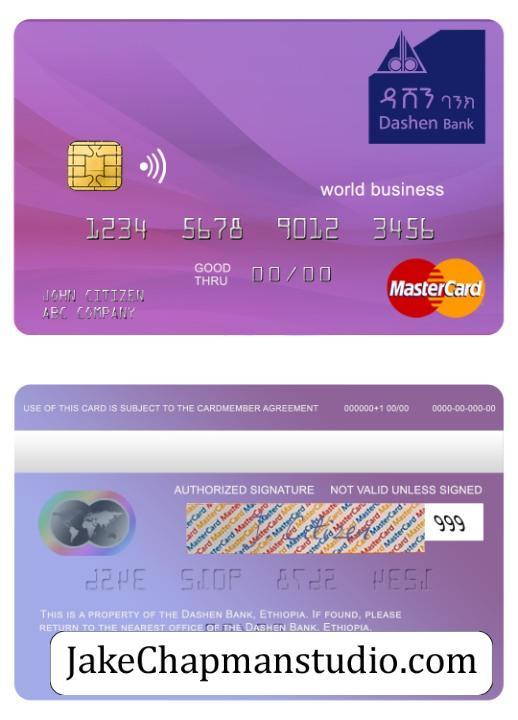 ዳሸን ባንክ
Dashen Bank
world business
1234 5678 9012 3456
GOOD
THRU 00/00
JOHN CITIZEN
ABC COMPANY
MasterCard
USE OF THIS CARD IS SUBJECT TO THE CARDMEMBER AGREEMENT 000000+1 00/00 0000-00-000-00
AUTHORIZED SIGNATURE NOT VALID UNLESS SIGNED
MasterCard
999
THIS IS A PROPERTY OF THE DASHEN BANK, ETHIOPIA. IF FOUND, PLEASE
RETURN TO THE NEAREST OFFICE OF THE DASHEN BANK. ETHIOPIA.
JakeChapmanstudio.com